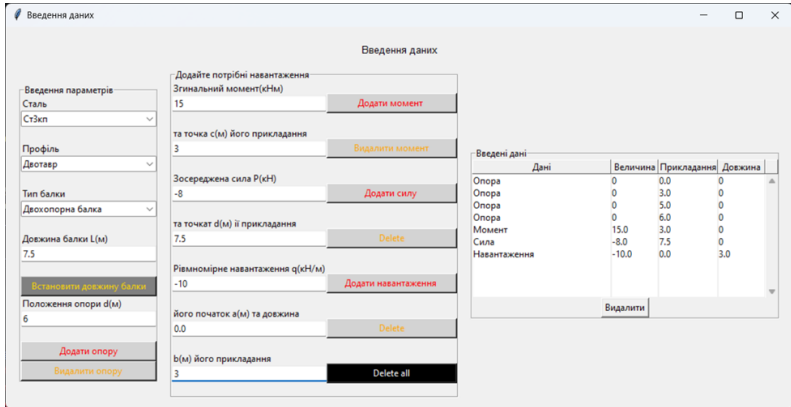 Введення даних
Введення даних
Введення параметрів
Сталь
Ст3кп
Профіль
Двотавр
Тип балки
Двохопорна балка
Довжина балки L(м)
7.5
Встановити довжину балки
Положення опори d(м)
6
Додати опору
Видалити опору
Додайте потрібні навантаження
Згинальний момент(кНм)
15 Додати момент
та точка c(м) його прикладання
3 Видалити момент
Зосереджена сила P(кН)
-8 Додати силу
та точкат d(м) її прикладання
7.5 Delete
Рівмномірне навантаження q(кН/м)
-10 Додати навантаження
його початок a(м) та довжина
0.0 Delete
b(м) його прикладання
3 Delete all
Введені дані
Дані Величина Прикладання Довжина
Опора 0 0.0 0
Опора 0 3.0 0
Опора 0 5.0 0
Опора 0 6.0 0
Момент 15.0 3.0 0
Сила -8.0 7.5 0
Навантаження -10.0 0.0 3.0
Видалити